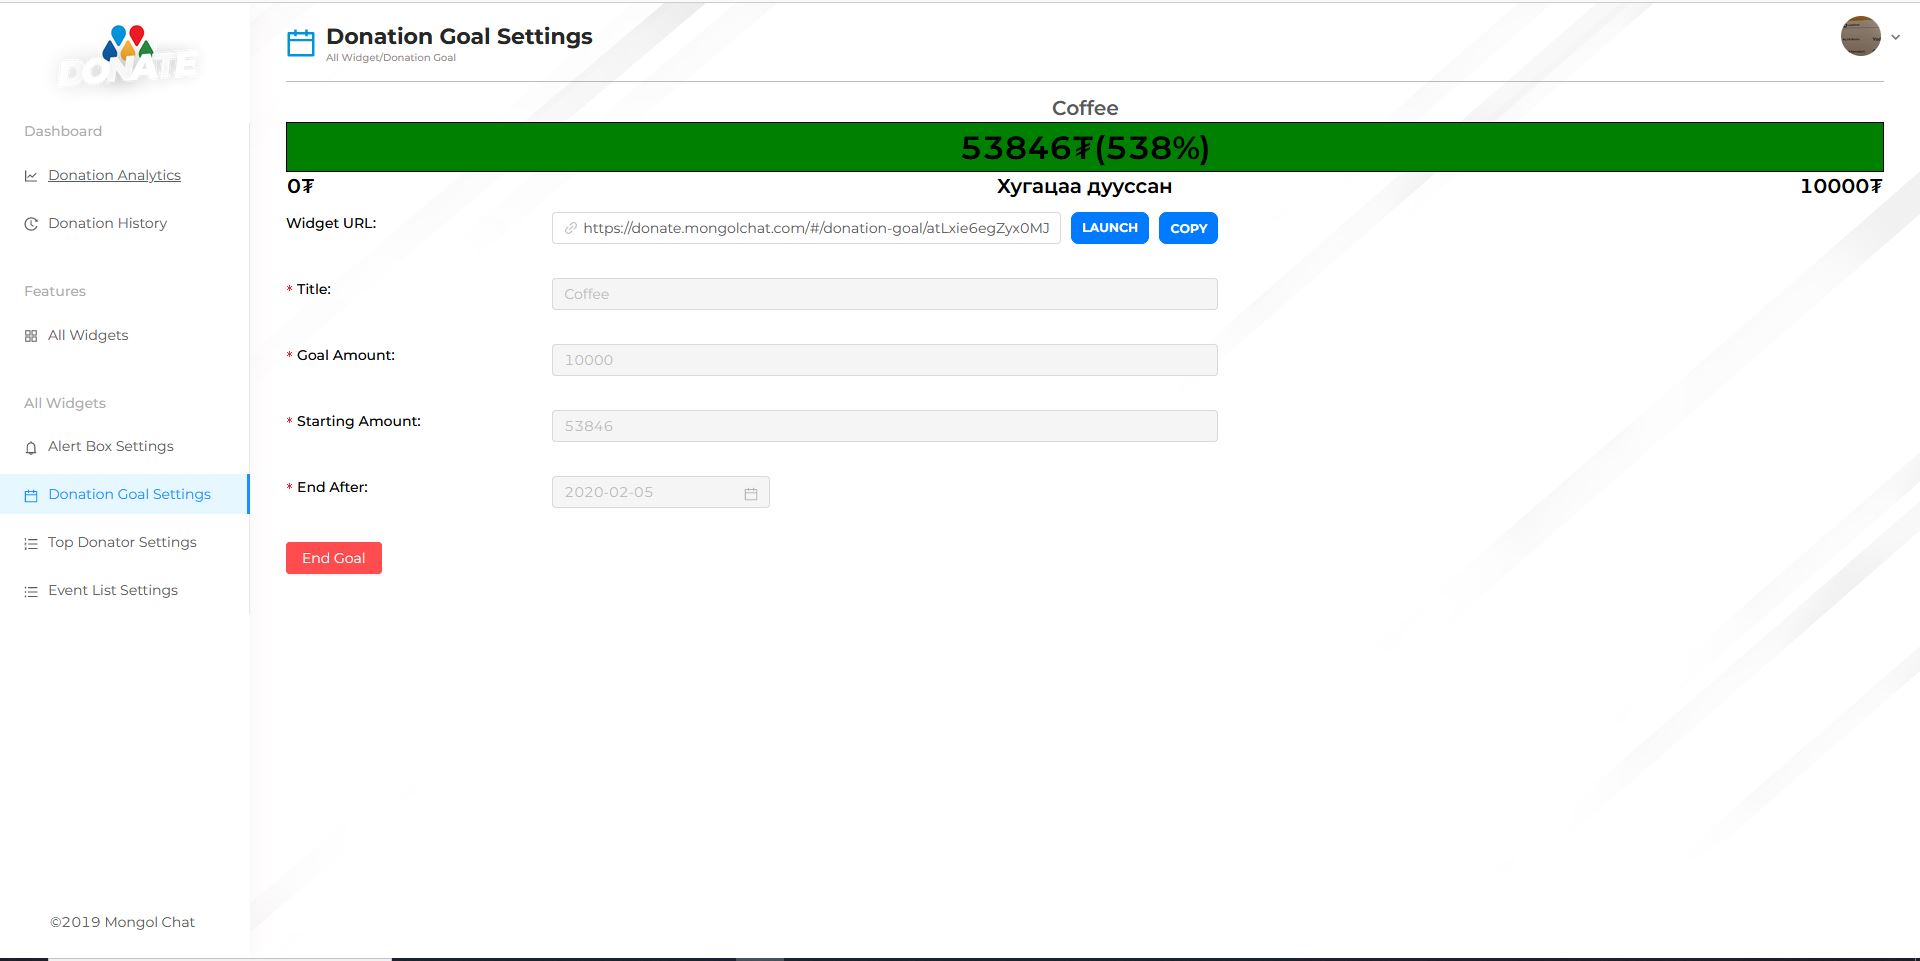 DONATE
Dashboard
Donation Analytics
Donation History
Features
All Widgets
All Widgets
Alert Box Settings
Donation Goal Settings
Top Donator Settings
Event List Settings
©2019 Mongol Chat
Donation Goal Settings
All Widget/Donation Goal
Coffee
53846₮(538%)
0₮ Хугацаа дууссан 10000₮
Widget URL: https://donate.mongolchat.com/#/donation-goal/atLxie6egZyx0MJ LAUNCH COPY
* Title: Coffee
* Goal Amount: 10000
* Starting Amount: 53846
* End After: 2020-02-05
End Goal